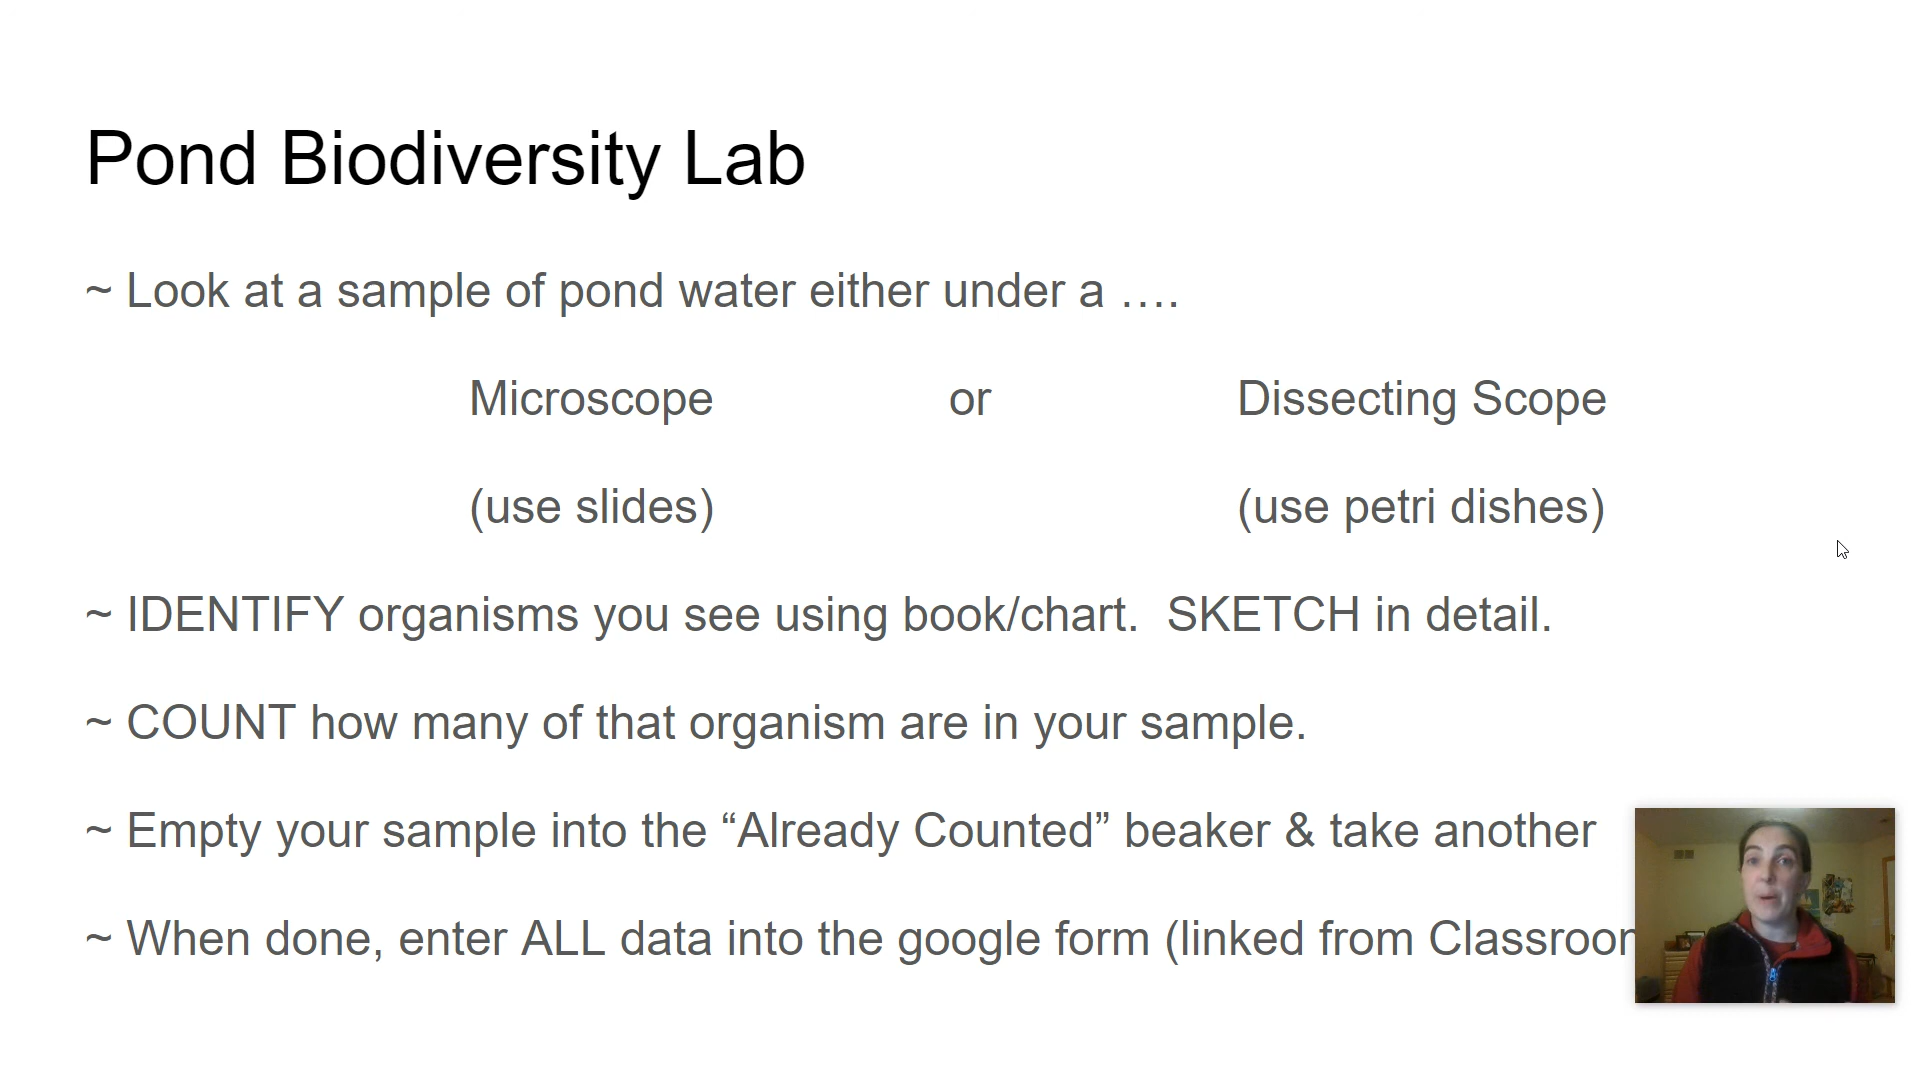 Pond Biodiversity Lab
~ Look at a sample of pond water either under a ….
Microscope or Dissecting Scope
(use slides) (use petri dishes)
~ IDENTIFY organisms you see using book/chart.  SKETCH in detail.
~ COUNT how many of that organism are in your sample.
~ Empty your sample into the “Already Counted” beaker & take another
~ When done, enter ALL data into the google form (linked from